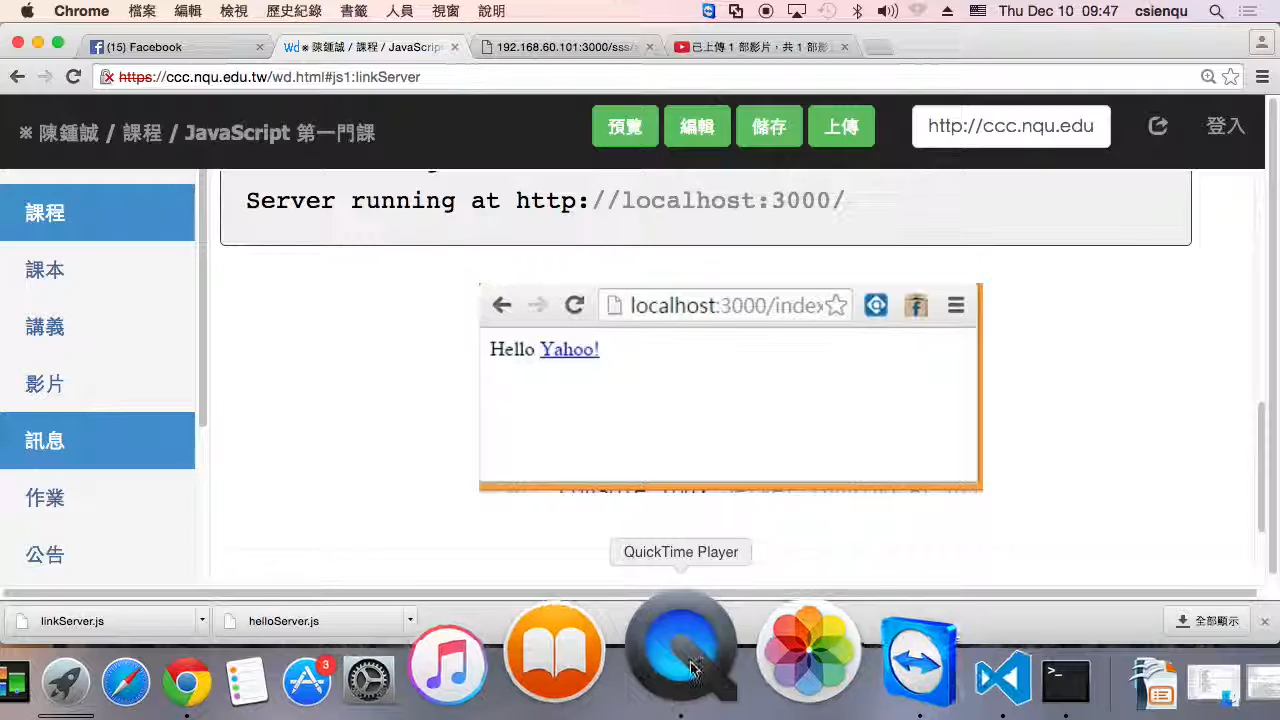 Chrome 檔案 編輯 檢視 歷史紀錄 書籤 人員 視窗 說明 Thu Dec 10 09:47 csienqu
(15) Facebook
Wd ※ 陳鍾誠 / 課程 / JavaScrip
192.168.60.101:3000/sss/
已上傳 1 部影片，共 1 部影
https://ccc.nqu.edu.tw/wd.html#js1:linkServer
※ 陳鍾誠 / 課程 / JavaScript 第一門課
預覽 編輯 儲存 上傳 http://ccc.nqu.edu 登入
課程
課本
講義
影片
訊息
作業
公告
Server running at http://localhost:3000/
localhost:3000/index
Hello Yahoo!
QuickTime Player
linkServer.js helloServer.js 全部顯示
3
>_